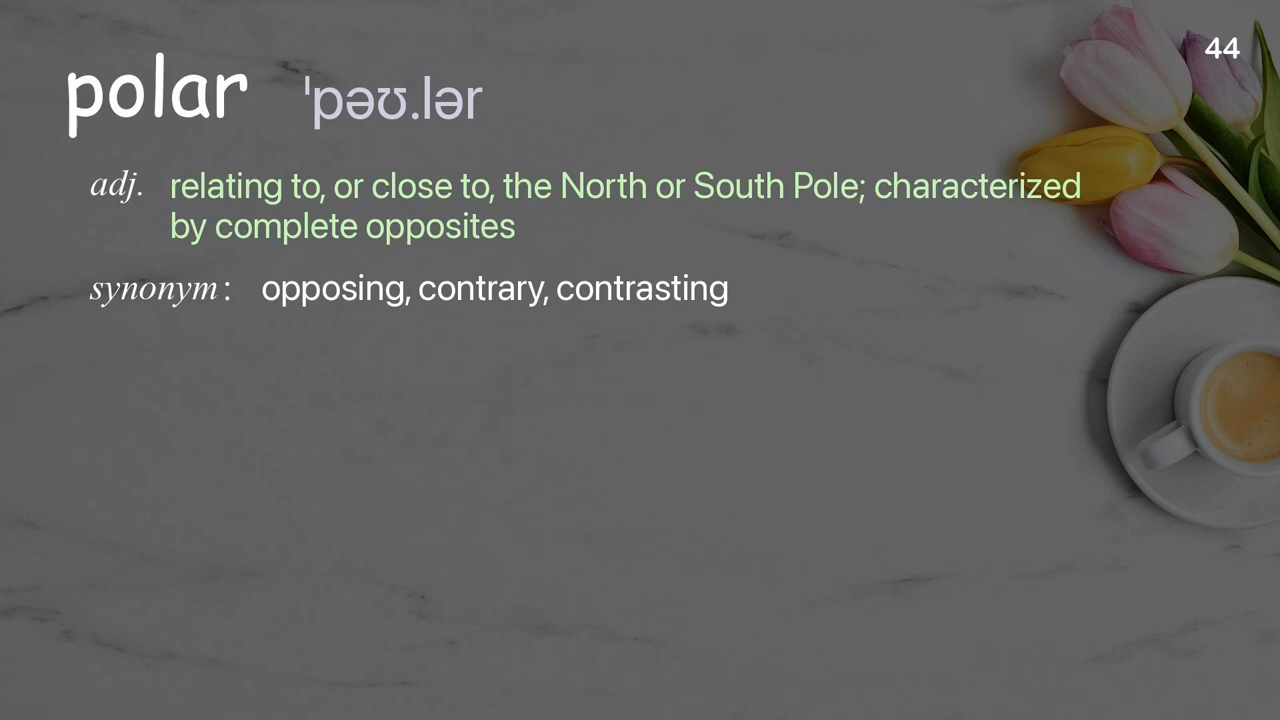 44
polar ˈpəʊ.lər
adj. relating to, or close to, the North or South Pole; characterized
by complete opposites
synonym: opposing, contrary, contrasting